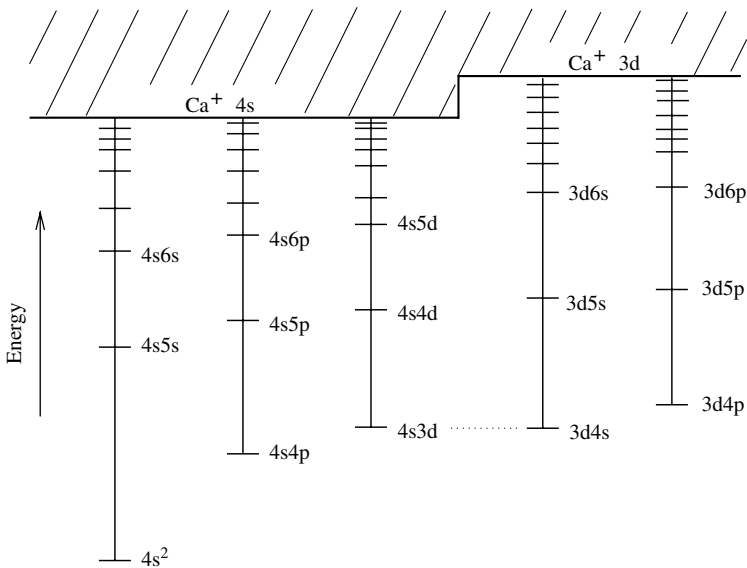 Ca⁺ 3d
Ca⁺ 4s
3d6s
3d6p
4s5d
4s6p
4s6s
3d5p
3d5s
4s4d
4s5p
4s5s
Energy
3d4p
4s3d
3d4s
4s4p
4s²